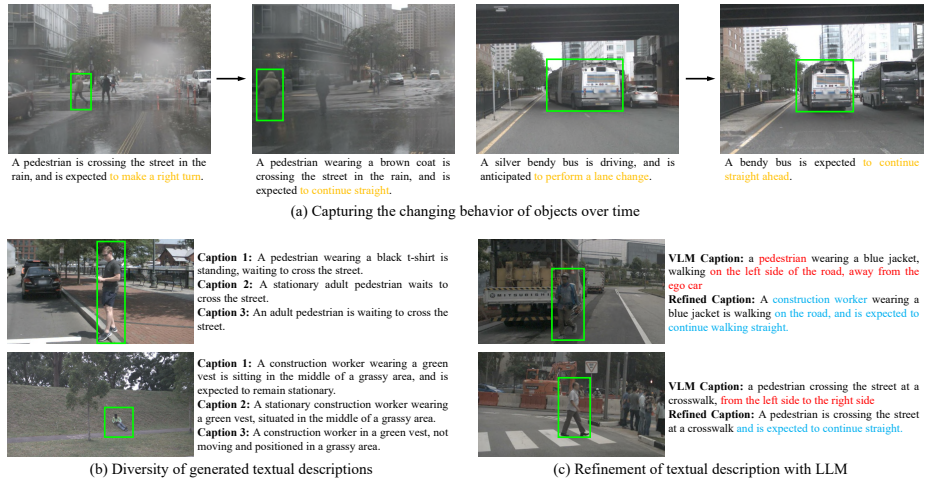 A pedestrian is crossing the street in the
rain, and is expected to make a right turn.
A pedestrian wearing a brown coat is
crossing the street in the rain, and is
expected to continue straight.
A silver bendy bus is driving, and is
anticipated to perform a lane change.
A bendy bus is expected to continue
straight ahead.
(a) Capturing the changing behavior of objects over time
Caption 1: A pedestrian wearing a black t-shirt is
standing, waiting to cross the street.
Caption 2: A stationary adult pedestrian waits to
cross the street.
Caption 3: An adult pedestrian is waiting to cross the
street.
Caption 1: A construction worker wearing a green
vest is sitting in the middle of a grassy area, and is
expected to remain stationary.
Caption 2: A stationary construction worker wearing
a green vest, situated in the middle of a grassy area.
Caption 3: A construction worker in a green vest, not
moving and positioned in a grassy area.
(b) Diversity of generated textual descriptions
VLM Caption: a pedestrian wearing a blue jacket,
walking on the left side of the road, away from the
ego car
Refined Caption: A construction worker wearing a
blue jacket is walking on the road, and is expected to
continue walking straight.
VLM Caption: a pedestrian crossing the street at a
crosswalk, from the left side to the right side
Refined Caption: A pedestrian is crossing the street
at a crosswalk and is expected to continue straight.
(c) Refinement of textual description with LLM